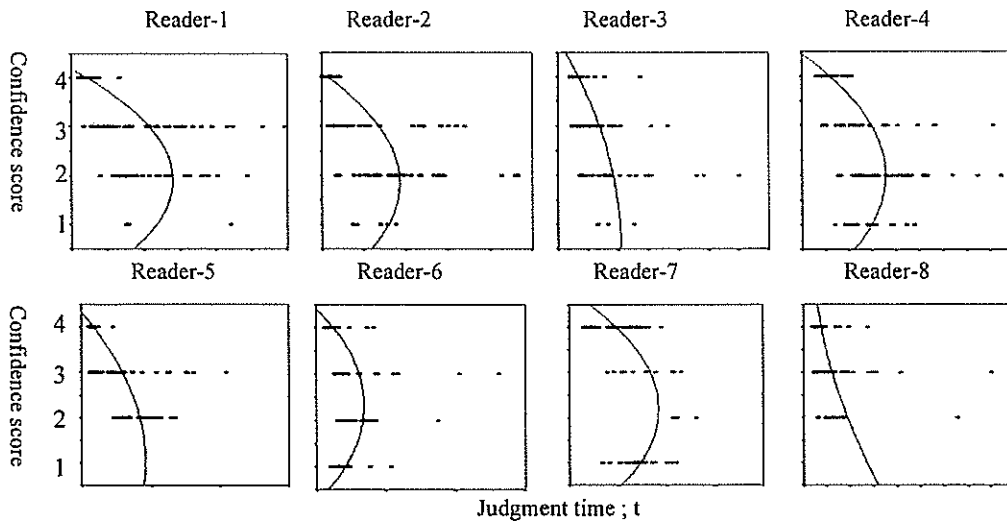 Reader-1 Reader-2 Reader-3 Reader-4
Confidence score
4
3
2
1
Reader-5 Reader-6 Reader-7 Reader-8
Confidence score
4
3
2
1
Judgment time ; t